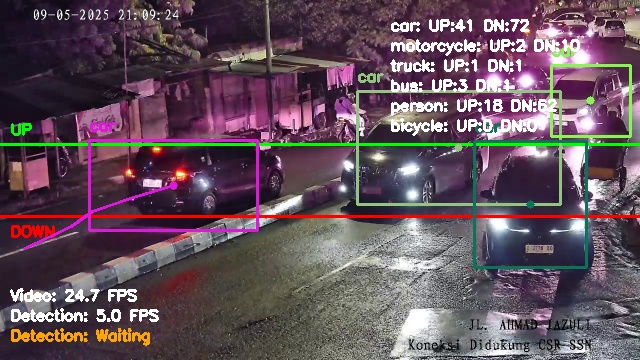 09-05-2025 21:09:24
car: UP:41 DN:72
motorcycle: UP:2 DN:10
truck: UP:1 DN:1
bus: UP:3 DN:1
person: UP:18 DN:62
bicycle: UP:0 DN:0
car
UP
DOWN
Video: 24.7 FPS
Detection: 5.0 FPS
Detection: Waiting
JL. AHMAD JAZULI
Koneksi Didukung CSR SSN